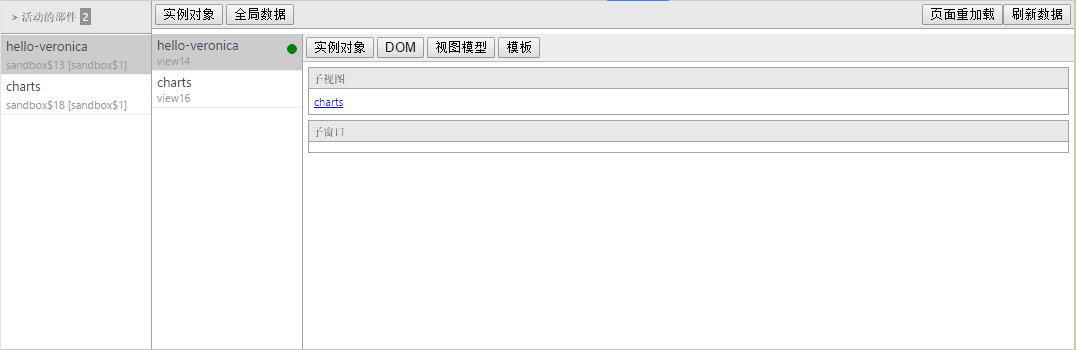 > 活动的部件 2
实例对象 全局数据
页面重加载 刷新数据
hello-veronica
sandbox$13 [sandbox$1]
charts
sandbox$18 [sandbox$1]
hello-veronica
view14
charts
view16
实例对象 DOM 视图模型 模板
子视图
charts
子窗口